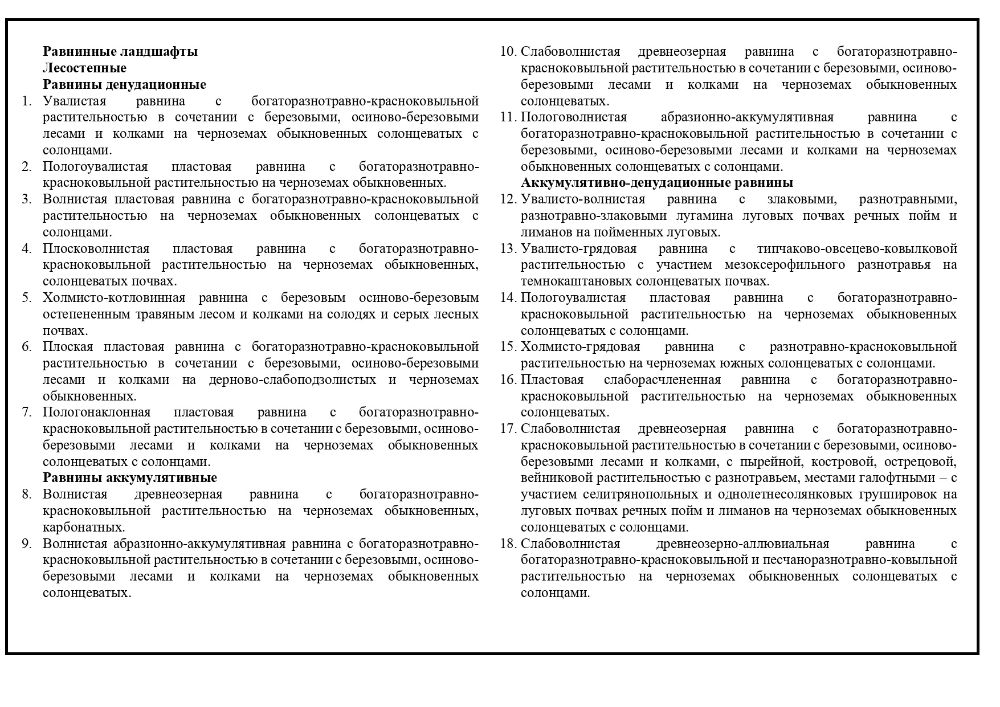 Равнинные ландшафты
Лесостепные
Равнины денудационные
1. Увалистая равнина с богаторазнотравно-красноковыльной
растительностью в сочетании с березовыми, осиново-березовыми
лесами и колками на черноземах обыкновенных солонцеватых с
солонцами.
2. Пологоувалистая пластовая равнина с богаторазнотравно-
красноковыльной растительностью на черноземах обыкновенных.
3. Волнистая пластовая равнина с богаторазнотравно-красноковыльной
растительностью на черноземах обыкновенных солонцеватых с
солонцами.
4. Плосковолнистая пластовая равнина с богаторазнотравно-
красноковыльной растительностью на черноземах обыкновенных,
солонцеватых почвах.
5. Холмисто-котловинная равнина с березовым осиново-березовым
остепененным травяным лесом и колками на солодях и серых лесных
почвах.
6. Плоская пластовая равнина с богаторазнотравно-красноковыльной
растительностью в сочетании с березовыми, осиново-березовыми
лесами и колками на дерново-слабоподзолистых и черноземах
обыкновенных.
7. Пологонаклонная пластовая равнина с богаторазнотравно-
красноковыльной растительностью в сочетании с березовыми, осиново-
березовыми лесами и колками на черноземах обыкновенных
солонцеватых с солонцами.
Равнины аккумулятивные
8. Волнистая древнеозерная равнина с богаторазнотравно-
красноковыльной растительностью на черноземах обыкновенных,
карбонатных.
9. Волнистая абразионно-аккумулятивная равнина с богаторазнотравно-
красноковыльной растительностью в сочетании с березовыми, осиново-
березовыми лесами и колками на черноземах обыкновенных
солонцеватых.
10. Слабоволнистая древнеозерная равнина с богаторазнотравно-
красноковыльной растительностью в сочетании с березовыми, осиново-
березовыми лесами и колками на черноземах обыкновенных
солонцеватых.
11. Пологоволнистая абразионно-аккумулятивная равнина с
богаторазнотравно-красноковыльной растительностью в сочетании с
березовыми, осиново-березовыми лесами и колками на черноземах
обыкновенных солонцеватых с солонцами.
Аккумулятивно-денудационные равнины
12. Увалисто-волнистая равнина с злаковыми, разнотравными,
разнотравно-злаковыми лугамина луговых почвах речных пойм и
лиманов на пойменных луговых.
13. Увалисто-грядовая равнина с типчаково-овсецево-ковылковой
растительностью с участием мезоксерофильного разнотравья на
темнокаштановых солонцеватых почвах.
14. Пологоувалистая пластовая равнина с богаторазнотравно-
красноковыльной растительностью на черноземах обыкновенных
солонцеватых с солонцами.
15. Холмисто-грядовая равнина с разнотравно-красноковыльной
растительностью на черноземах южных солонцеватых с солонцами.
16. Пластовая слаборасчлененная равнина с богаторазнотравно-
красноковыльной растительностью на черноземах обыкновенных
солонцеватых.
17. Слабоволнистая древнеозерная равнина с богаторазнотравно-
красноковыльной растительностью в сочетании с березовыми, осиново-
березовыми лесами и колками, с пырейной, костровой, острецовой,
вейниковой растительностью с разнотравьем, местами галофтными – с
участием селитрянопольных и однолетнесолянковых группировок на
луговых почвах речных пойм и лиманов на черноземах обыкновенных
солонцеватых с солонцами.
18. Слабоволнистая древнеозерно-аллювиальная равнина с
богаторазнотравно-красноковыльной и песчаноразнотравно-ковыльной
растительностью на черноземах обыкновенных солонцеватых с
солонцами.